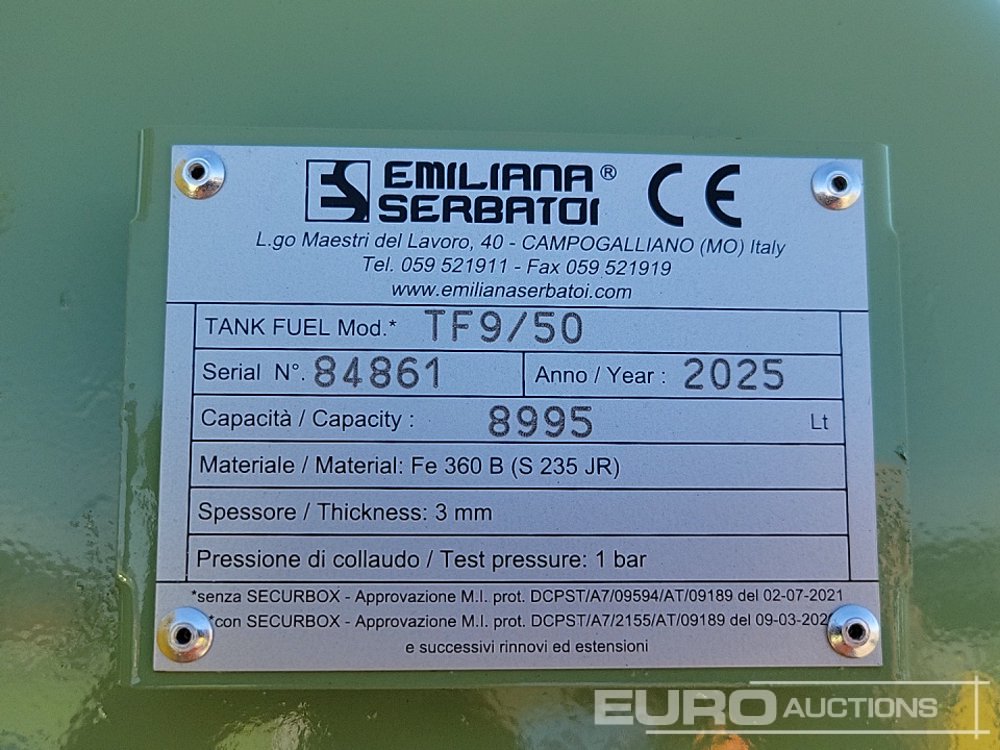 ES EMILIANA® SERBATOI CE
L.go Maestri del Lavoro, 40 - CAMPOGALLIANO (MO) Italy
Tel. 059 521911 - Fax 059 521919
www.emilianaserbatoi.com
TANK FUEL Mod.* TF9/50
Serial N°. 84861 Anno / Year : 2025
Capacità / Capacity : 8995 Lt
Materiale / Material: Fe 360 B (S 235 JR)
Spessore / Thickness: 3 mm
Pressione di collaudo / Test pressure: 1 bar
*senza SECURBOX - Approvazione M.I. prot. DCPST/A7/09594/AT/09189 del 02-07-2021
*con SECURBOX - Approvazione M.I. prot. DCPST/A7/2155/AT/09189 del
e successivi rinnovi ed estensioni
EURO AUCTIONS